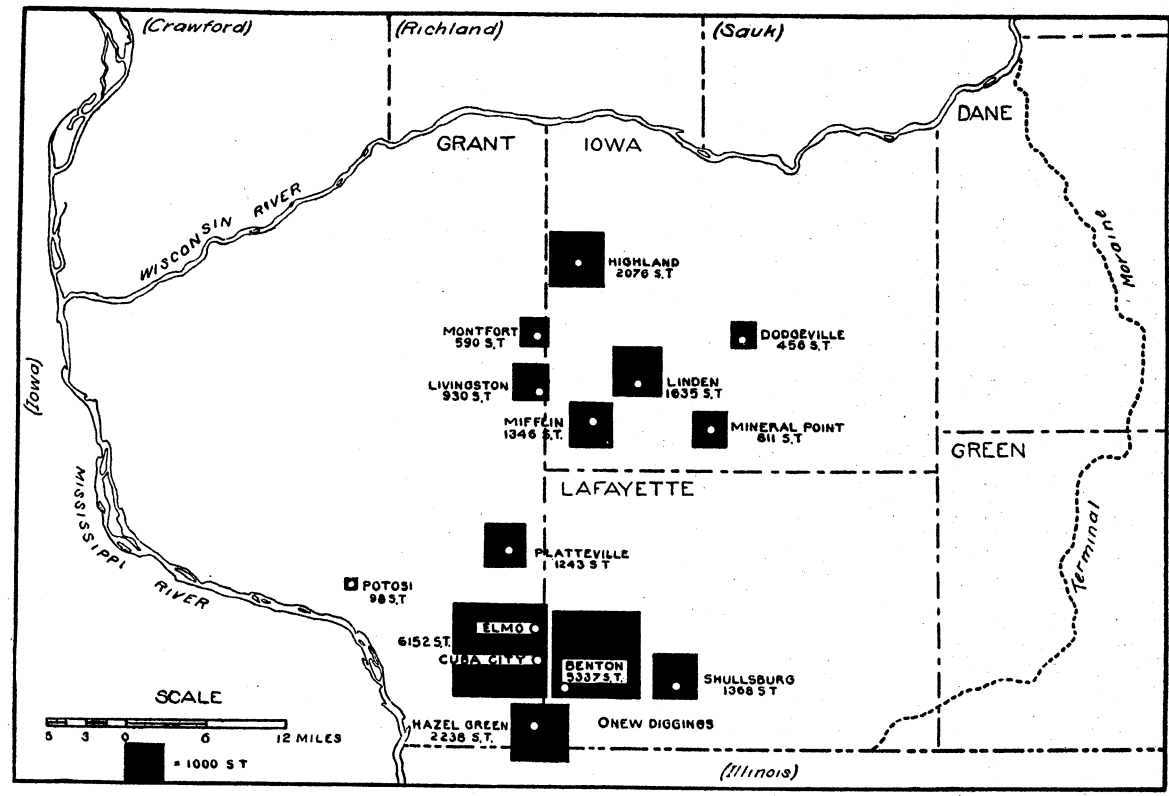 (Crawford)
(Richland)
(Sauk)
DANE
GRANT
IOWA
WISCONSIN RIVER
Moraine
HIGHLAND
2076 S.T
MONTFORT
590 S.T
DODGEVILLE
456 S.T.
(Iowa)
LIVINGSTON
930 S.T
LINDEN
1635 S.T
MIFFLIN
1346 S.T.
MINERAL POINT
611 S.T
GREEN
LAFAYETTE
MISSISSIPPI
RIVER
Terminal
PLATTEVILLE
1243 S T
POTOSI
98 S.T
ELMO
6152 S.T.
CUBA CITY
BENTON
5337 S.T.
SHULLSBURG
1368 S T
SCALE
HAZEL GREEN
2238 S.T.
NEW DIGGINGS
6 3 0 6 12 MILES
= 1000 S T
(Illinois)